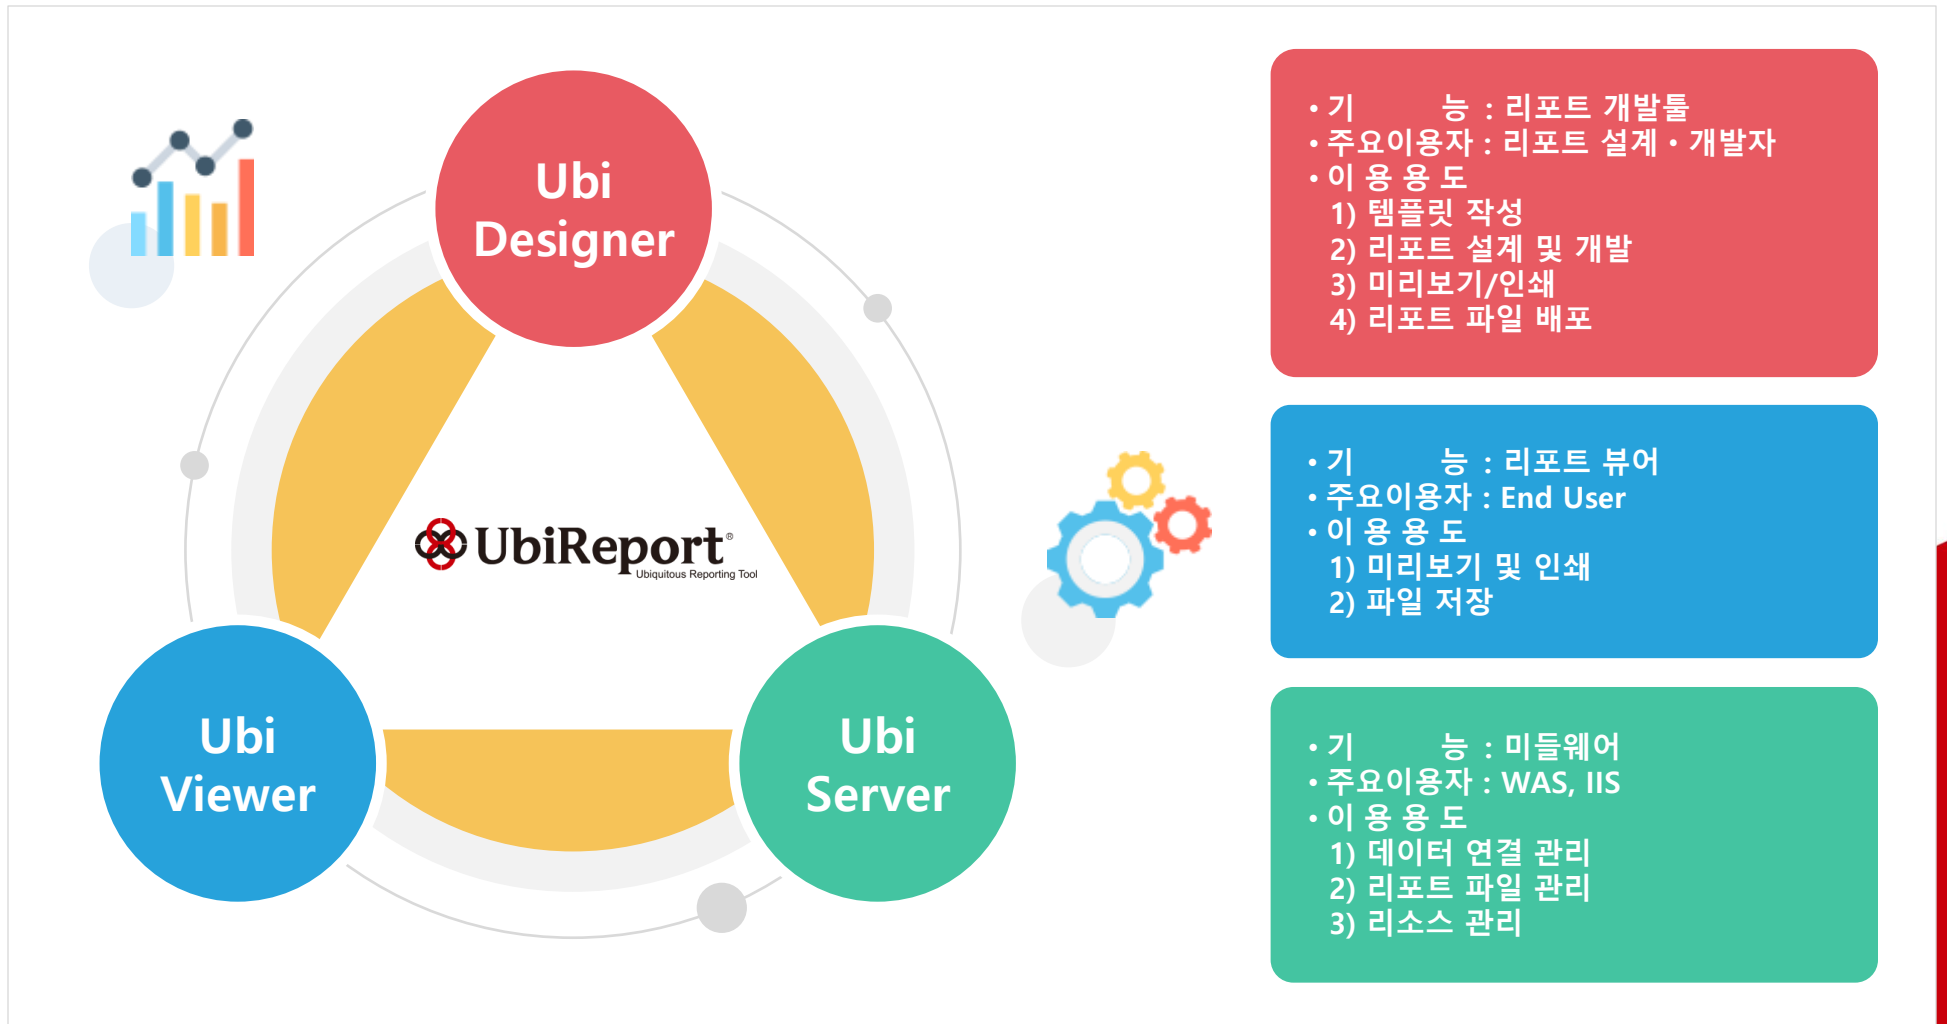 Ubi
Designer
UbiReport®
Ubiquitous Reporting Tool
Ubi
Viewer
Ubi
Server
• 기 능 : 리포트 개발툴
• 주요이용자 : 리포트 설계 • 개발자
• 이 용 용 도
1) 템플릿 작성
2) 리포트 설계 및 개발
3) 미리보기/인쇄
4) 리포트 파일 배포
• 기 능 : 리포트 뷰어
• 주요이용자 : End User
• 이 용 용 도
1) 미리보기 및 인쇄
2) 파일 저장
• 기 능 : 미들웨어
• 주요이용자 : WAS, IIS
• 이 용 용 도
1) 데이터 연결 관리
2) 리포트 파일 관리
3) 리소스 관리